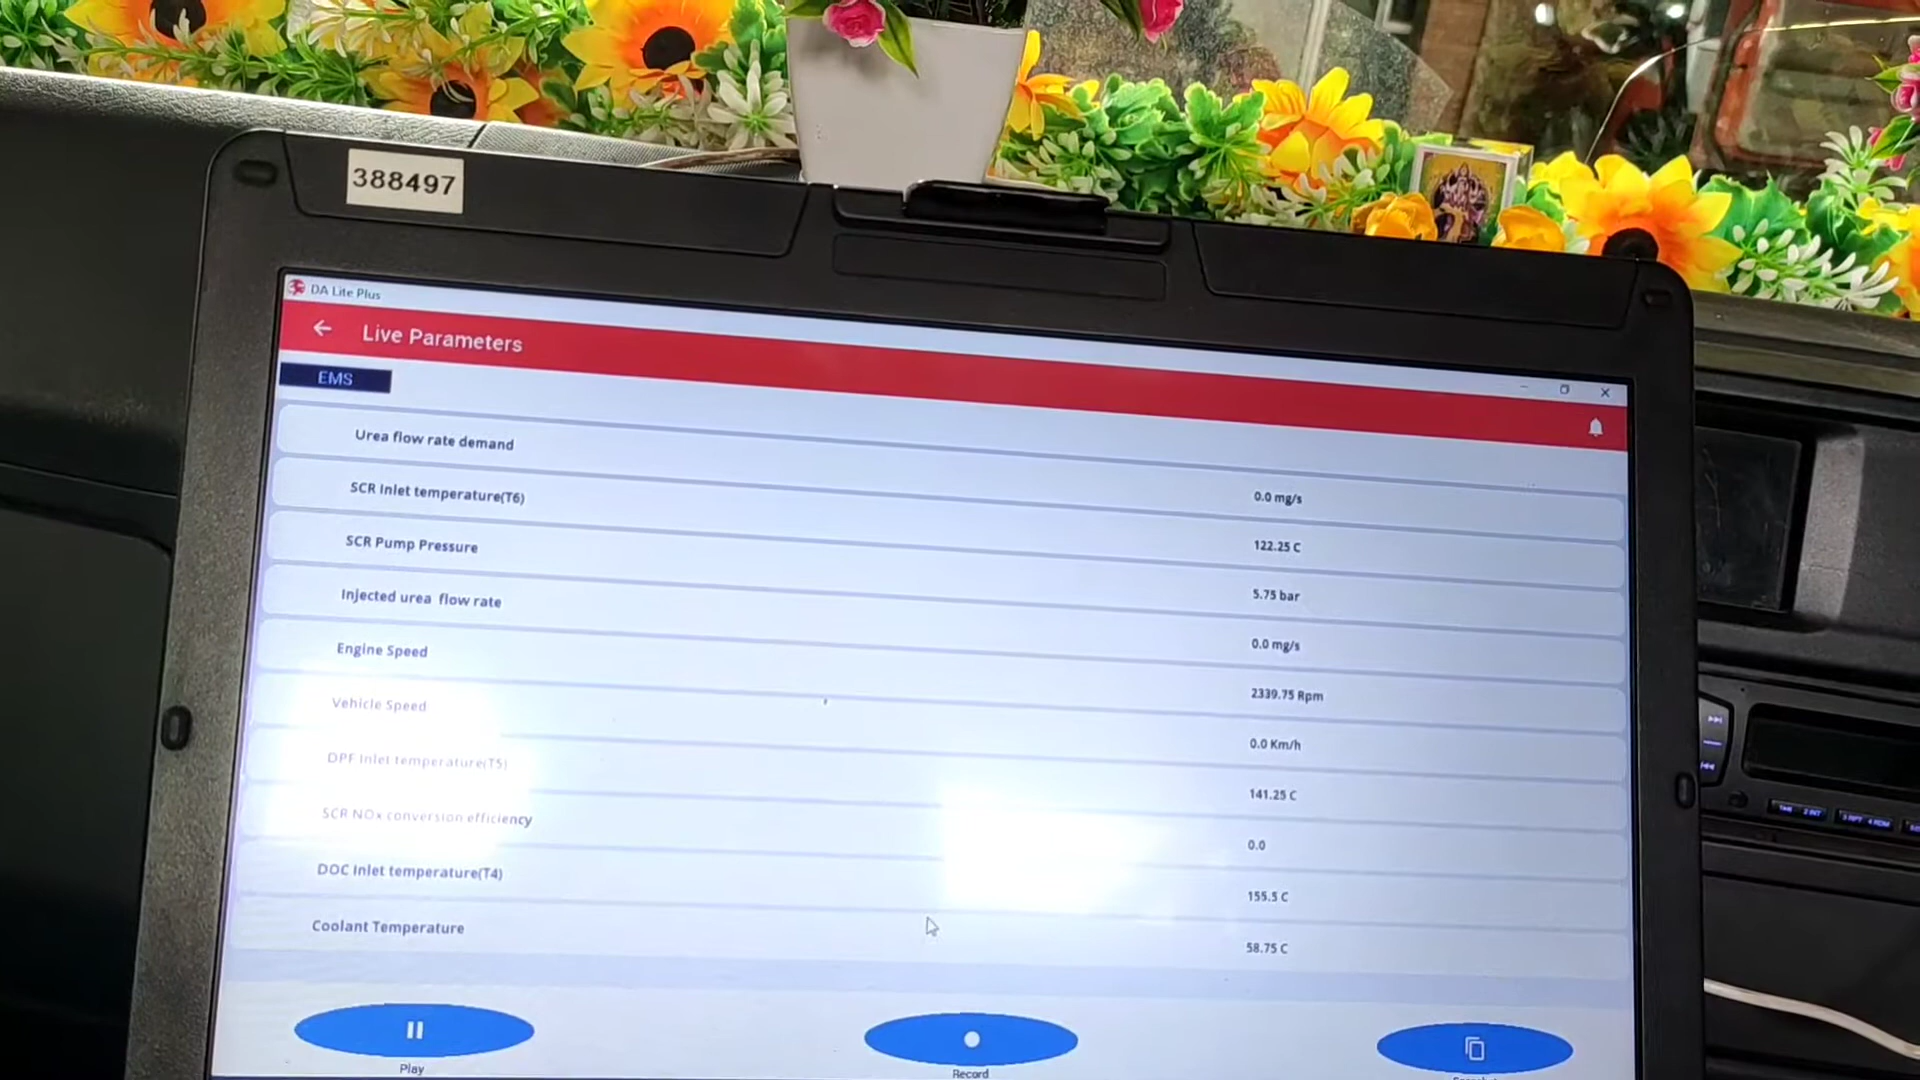 388497
DA Lite Plus
Live Parameters
EMS
Urea flow rate demand 0.0 mg/s
SCR Inlet temperature(T6) 122.25 C
SCR Pump Pressure 5.75 bar
Injected urea flow rate 0.0 mg/s
Engine Speed 2339.75 Rpm
Vehicle Speed 0.0 Km/h
DPF Inlet temperature(T5) 141.25 C
SCR NOx conversion efficiency 0.0
DOC Inlet temperature(T4) 155.5 C
Coolant Temperature 58.75 C
Play
Record